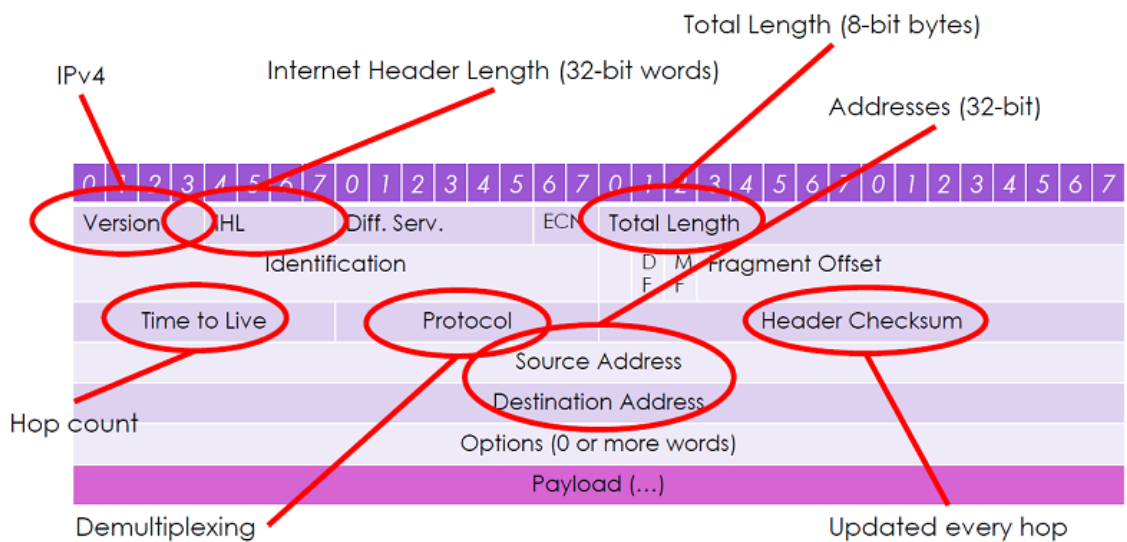 Total Length (8-bit bytes)
IPv4
Internet Header Length (32-bit words)
Addresses (32-bit)
0 1 2 3 4 5 6 7 0 1 2 3 4 5 6 7 0 1 2 3 4 5 6 7 0 1 2 3 4 5 6 7
Version IHL Diff. Serv. ECN Total Length
Identification DF MF Fragment Offset
Time to Live Protocol Header Checksum
Source Address
Destination Address
Hop count
Options (0 or more words)
Payload (...)
Demultiplexing
Updated every hop